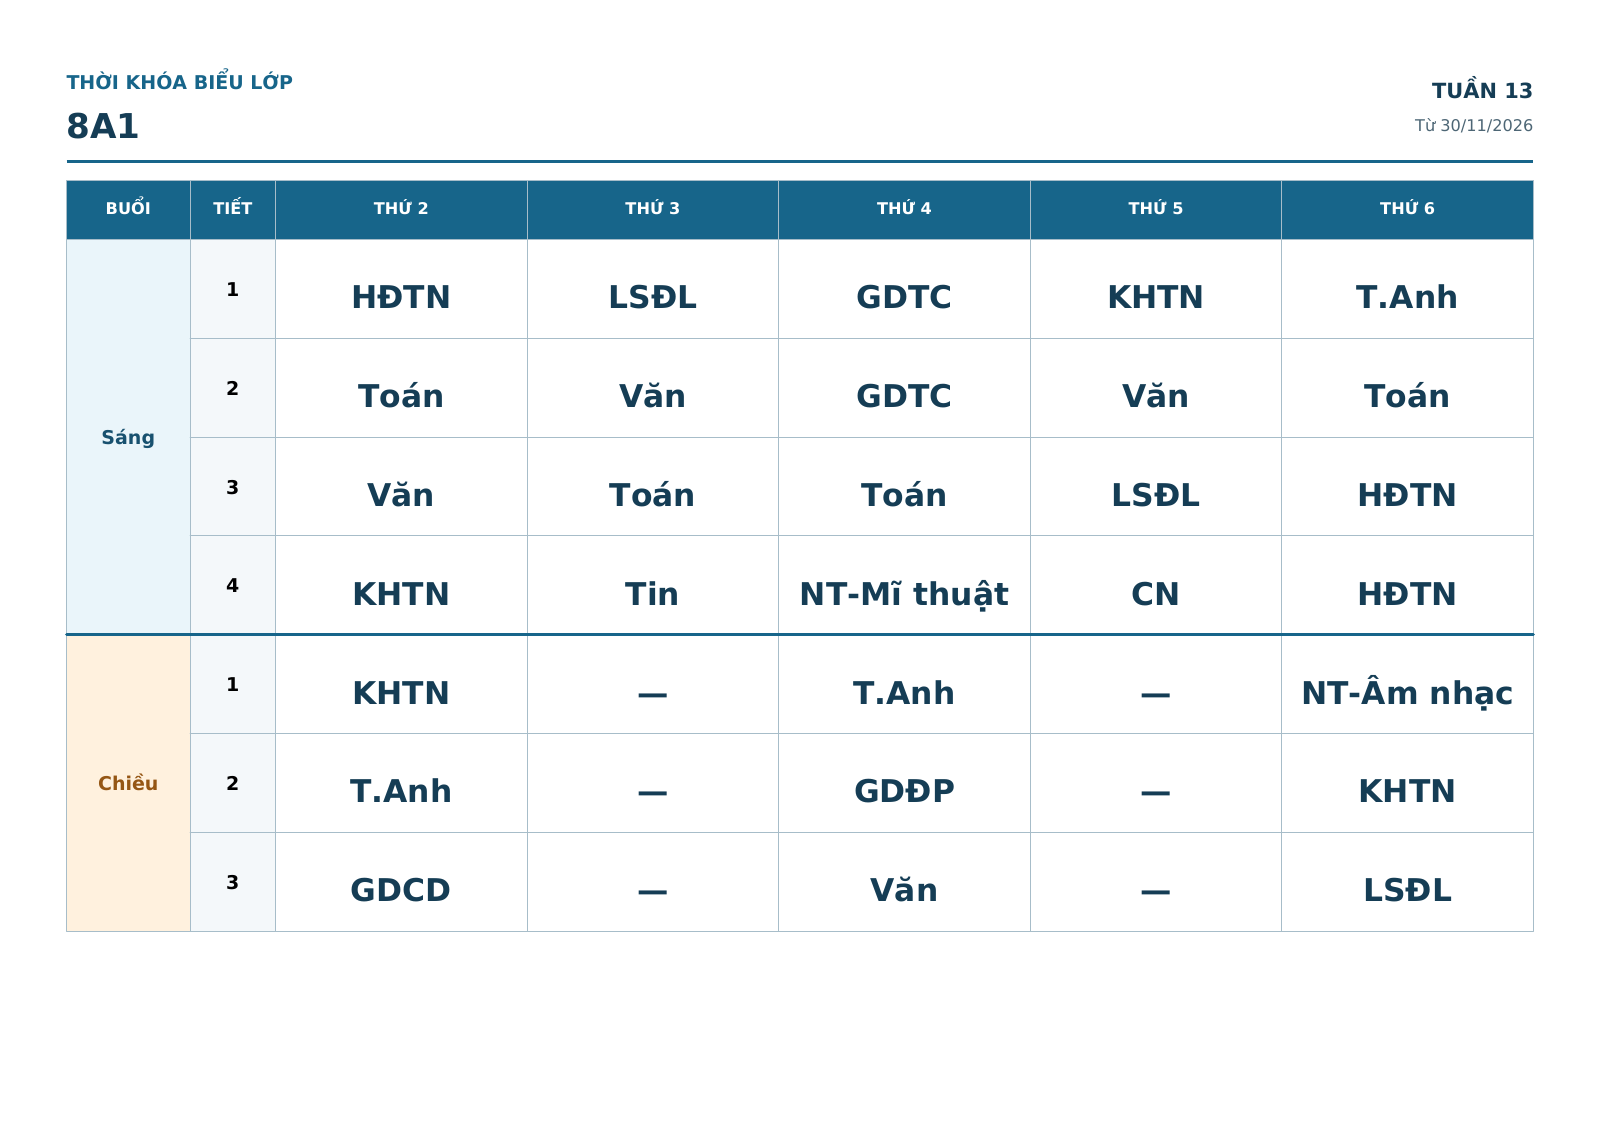 THỜI KHÓA BIỂU LỚP
8A1
TUẦN 13
Từ 30/11/2026
BUỔI TIẾT THỨ 2 THỨ 3 THỨ 4 THỨ 5 THỨ 6
Sáng
1 HĐTN LSĐL GDTC KHTN T.Anh
2 Toán Văn GDTC Văn Toán
3 Văn Toán Toán LSĐL HĐTN
4 KHTN Tin NT-Mĩ thuật CN HĐTN
Chiều
1 KHTN — T.Anh — NT-Âm nhạc
2 T.Anh — GDĐP — KHTN
3 GDCD — Văn — LSĐL